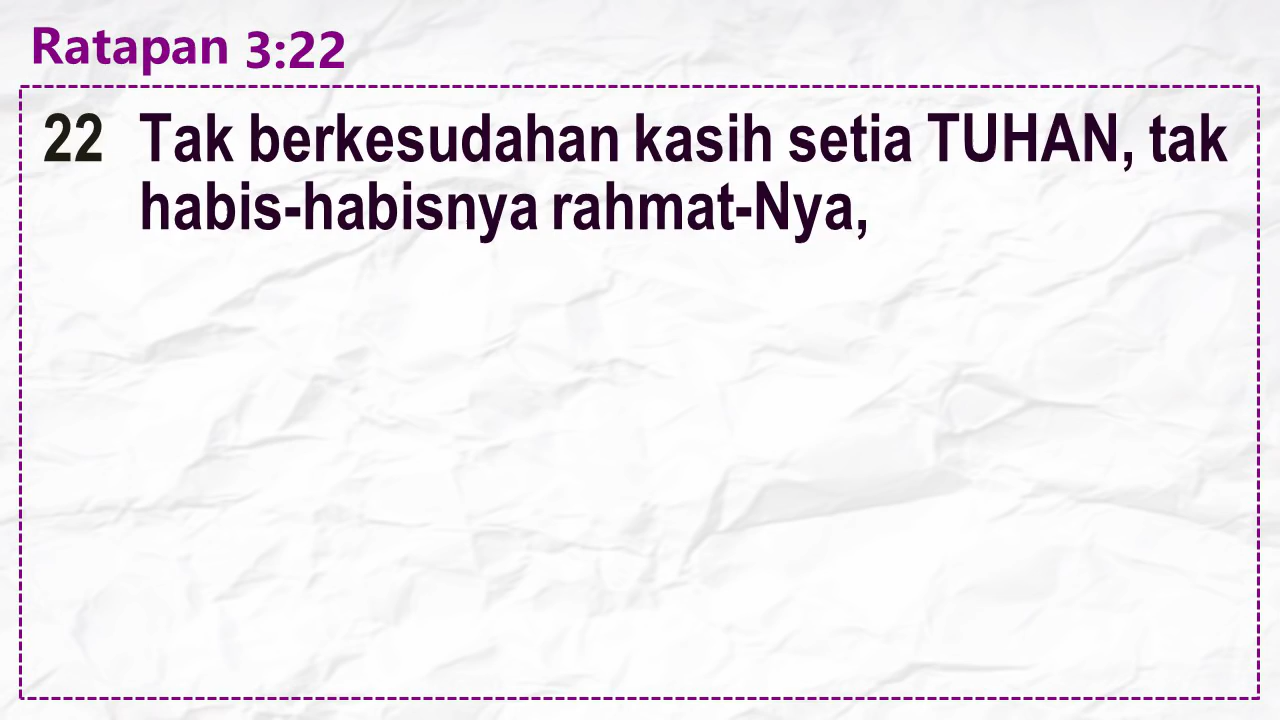 Ratapan 3:22
22 Tak berkesudahan kasih setia TUHAN, tak
habis-habisnya rahmat-Nya,